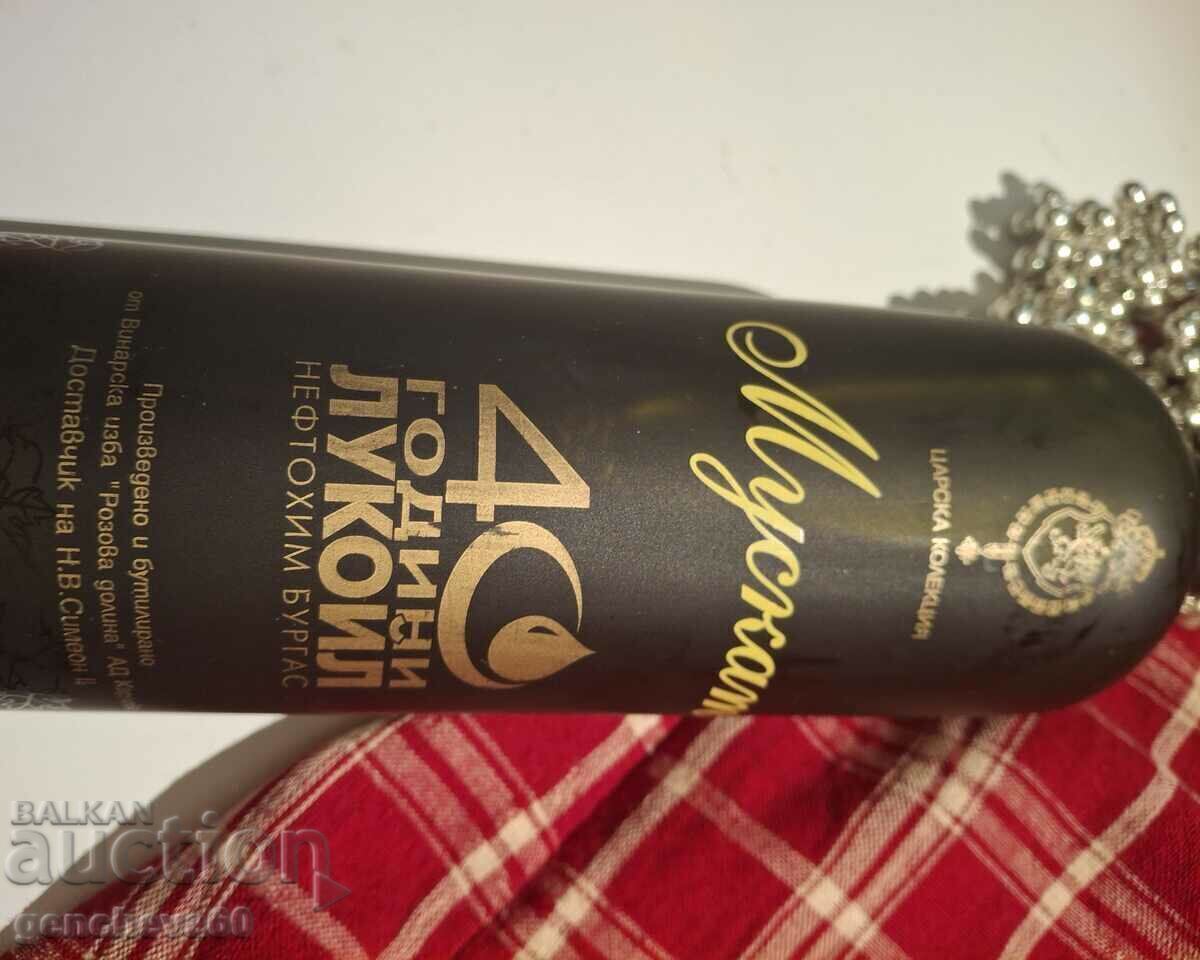 ЦАРСКА КОЛЕКЦИЯ
Мускат
40
ГОДИНИ
ЛУКОЙЛ
НЕФТОХИМ БУРГАС
Произведено и бутилирано
от Винарска изба "Розова долина" АД
Доставчик на Н.В.Симеон II
BALKAN
auction
genchev260